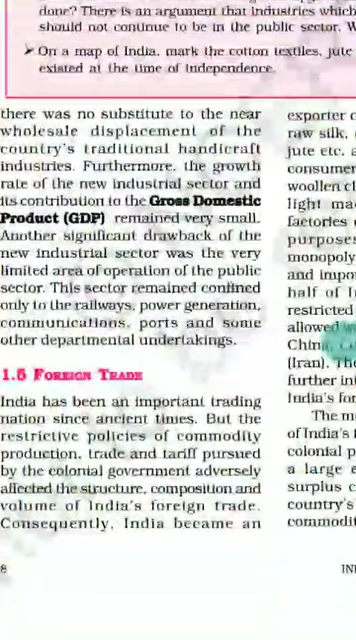 done? There is an argument that industries which
should not continue to be in the public sector. W
➢ On a map of India, mark the cotton textiles, jute
existed at the time of independence.
there was no substitute to the near
wholesale displacement of the
country's traditional handicraft
industries. Furthermore, the growth
rate of the new industrial sector and
its contribution to the Gross Domestic
Product (GDP) remained very small.
Another significant drawback of the
new industrial sector was the very
limited area of operation of the public
sector. This sector remained confined
only to the railways, power generation,
communications, ports and some
other departmental undertakings.
1.5 FOREIGN TRADE
India has been an important trading
nation since ancient times. But the
restrictive policies of commodity
production, trade and tariff pursued
by the colonial government adversely
affected the structure, composition and
volume of India's foreign trade.
Consequently, India became an
exporter o
raw silk,
jute etc. a
consumer
woollen cl
light ma
factories
purposes
monopoly
and impo
half of I
restricted
allowed
China,
(Iran). Th
further int
India's for
The mo
of India's f
colonial p
a large e
surplus c
country's
commodit
8
IN